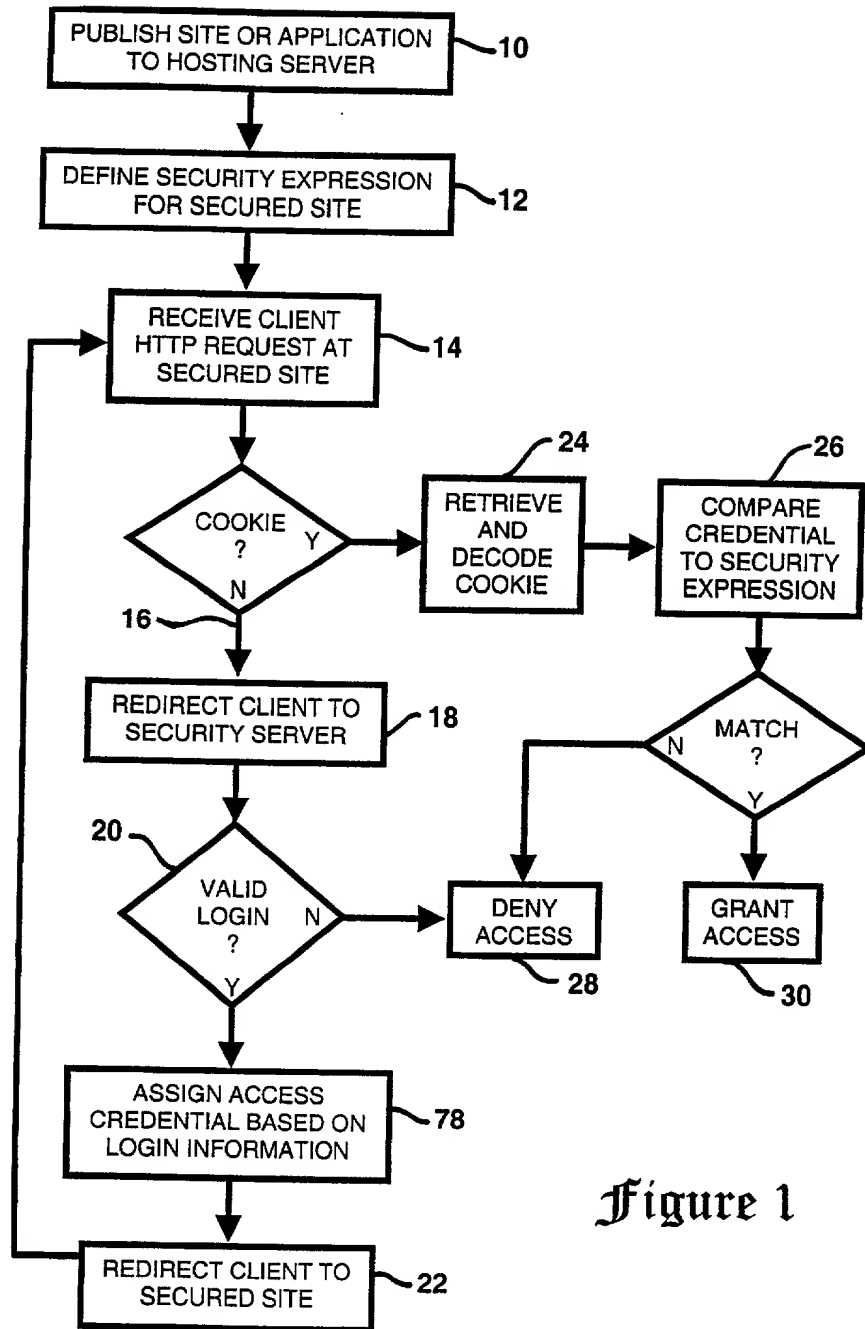 PUBLISH SITE OR APPLICATION
TO HOSTING SERVER
10
DEFINE SECURITY EXPRESSION
FOR SECURED SITE
12
RECEIVE CLIENT
HTTP REQUEST AT
SECURED SITE
14
COOKIE
?
Y
N
16
24
RETRIEVE
AND
DECODE
COOKIE
26
COMPARE
CREDENTIAL
TO SECURITY
EXPRESSION
REDIRECT CLIENT TO
SECURITY SERVER
18
MATCH
?
N
Y
20
VALID
LOGIN
?
N
Y
DENY
ACCESS
28
GRANT
ACCESS
30
ASSIGN ACCESS
CREDENTIAL BASED ON
LOGIN INFORMATION
78
REDIRECT CLIENT TO
SECURED SITE
22
Figure 1